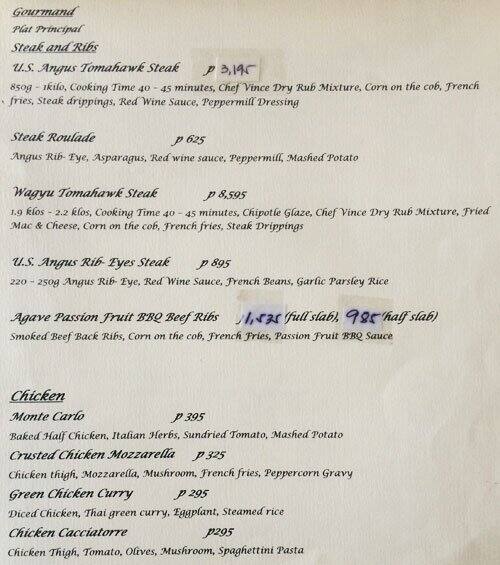 Gourmand
Plat Principal
Steak and Ribs
U.S. Angus Tomahawk Steak p 3,195
850g - 1kilo, Cooking Time 40 - 45 minutes, Chef Vince Dry Rub Mixture, Corn on the cob, French
fries, Steak drippings, Red Wine Sauce, Peppermill Dressing
Steak Roulade p 625
Angus Rib- Eye, Asparagus, Red wine sauce, Peppermill, Mashed Potato
Wagyu Tomahawk Steak p 8,595
1.9 klos - 2.2 klos, Cooking Time 40 - 45 minutes, Chipotle Glaze, Chef Vince Dry Rub Mixture, Fried
Mac & Cheese, Corn on the cob, French fries, Steak Drippings
U.S. Angus Rib- Eyes Steak p 895
220 - 250g Angus Rib- Eye, Red Wine Sauce, French Beans, Garlic Parsley Rice
Agave Passion Fruit BBQ Beef Ribs 1,535 (full slab), 985 (half slab)
Smoked Beef Back Ribs, Corn on the cob, French Fries, Passion Fruit BBQ Sauce
Chicken
Monte Carlo p 395
Baked Half Chicken, Italian Herbs, Sundried Tomato, Mashed Potato
Crusted Chicken Mozzarella p 325
Chicken thigh, Mozzarella, Mushroom, French fries, Peppercorn Gravy
Green Chicken Curry p 295
Diced Chicken, Thai green curry, Eggplant, Steamed rice
Chicken Cacciatorre p295
Chicken Thigh, Tomato, Olives, Mushroom, Spaghettini Pasta